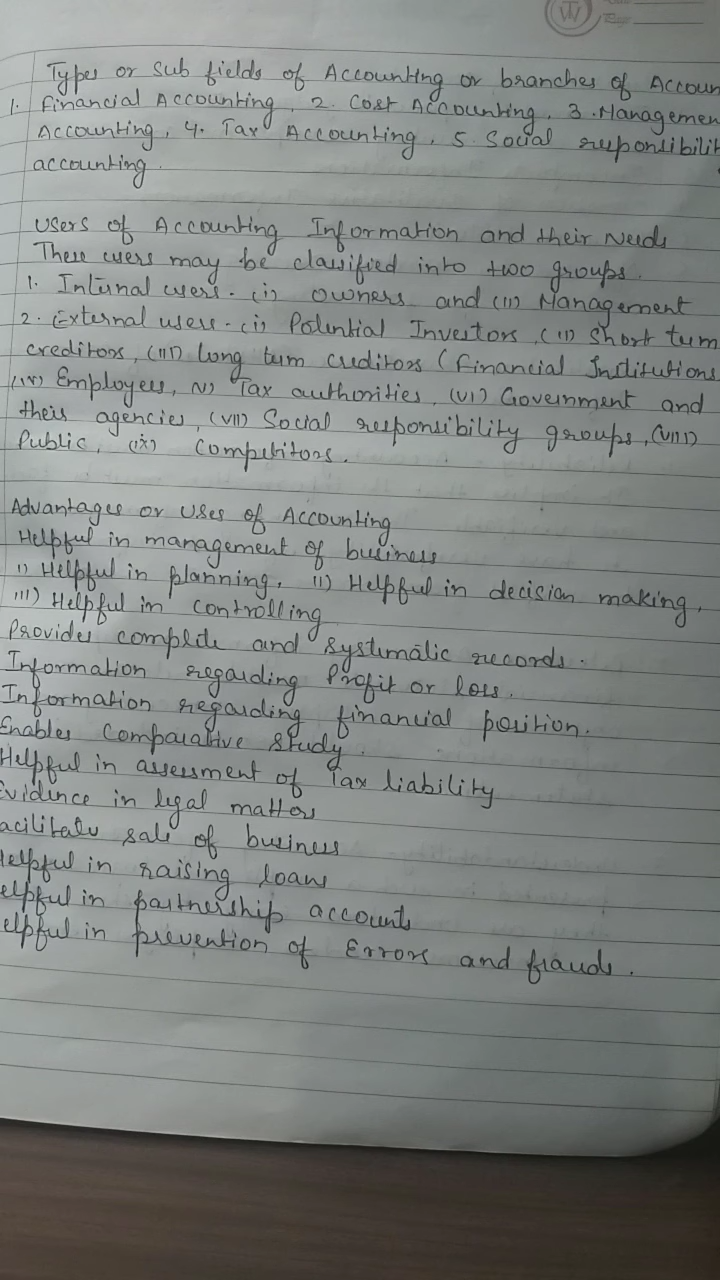 Types or Sub fields of Accounting or branches of Accoun
1. Financial Accounting, 2. Cost Accounting, 3. Managemen
Accounting, 4. Tax Accounting, 5. Social responsibilit
accounting.
Users of Accounting Information and their Needs
These users may be classified into two groups.
1. Internal users - (i) owners and (ii) Management
2. External users - (i) Potential Investors, (ii) Short term
creditors, (iii) Long term creditors (Financial Institutions
(iv) Employees, (v) Tax authorities, (vi) Government and
their agencies, (vii) Social responsibility groups, (viii)
Public, (ix) Competitors.
Advantages or Uses of Accounting
Helpful in management of business
i) Helpful in planning, ii) Helpful in decision making,
iii) Helpful in controlling
Provides complete and systematic records.
Information regarding Profit or loss.
Information regarding financial position.
Enables Comparative study.
Helpful in assessment of Tax liability
Evidence in legal matters
acilitates sale of business
Helpful in raising loans
elpful in partnership accounts
elpful in prevention of Errors and frauds.